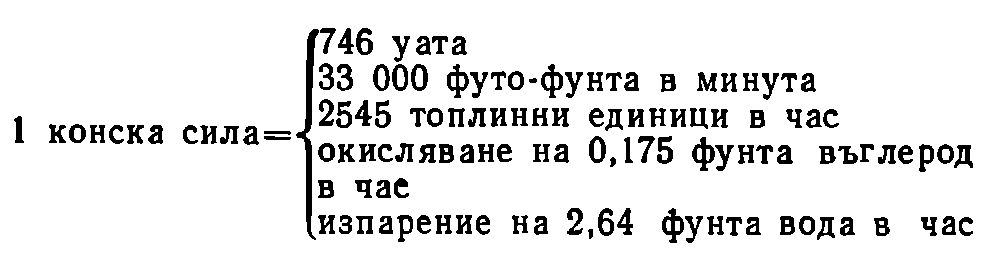 746 уата
33 000 футо-фунта в минута
2545 топлинни единици в час
1 конска сила=
окисляване на 0,175 фунта въглерод
в час
изпарение на 2,64 фунта вода в час